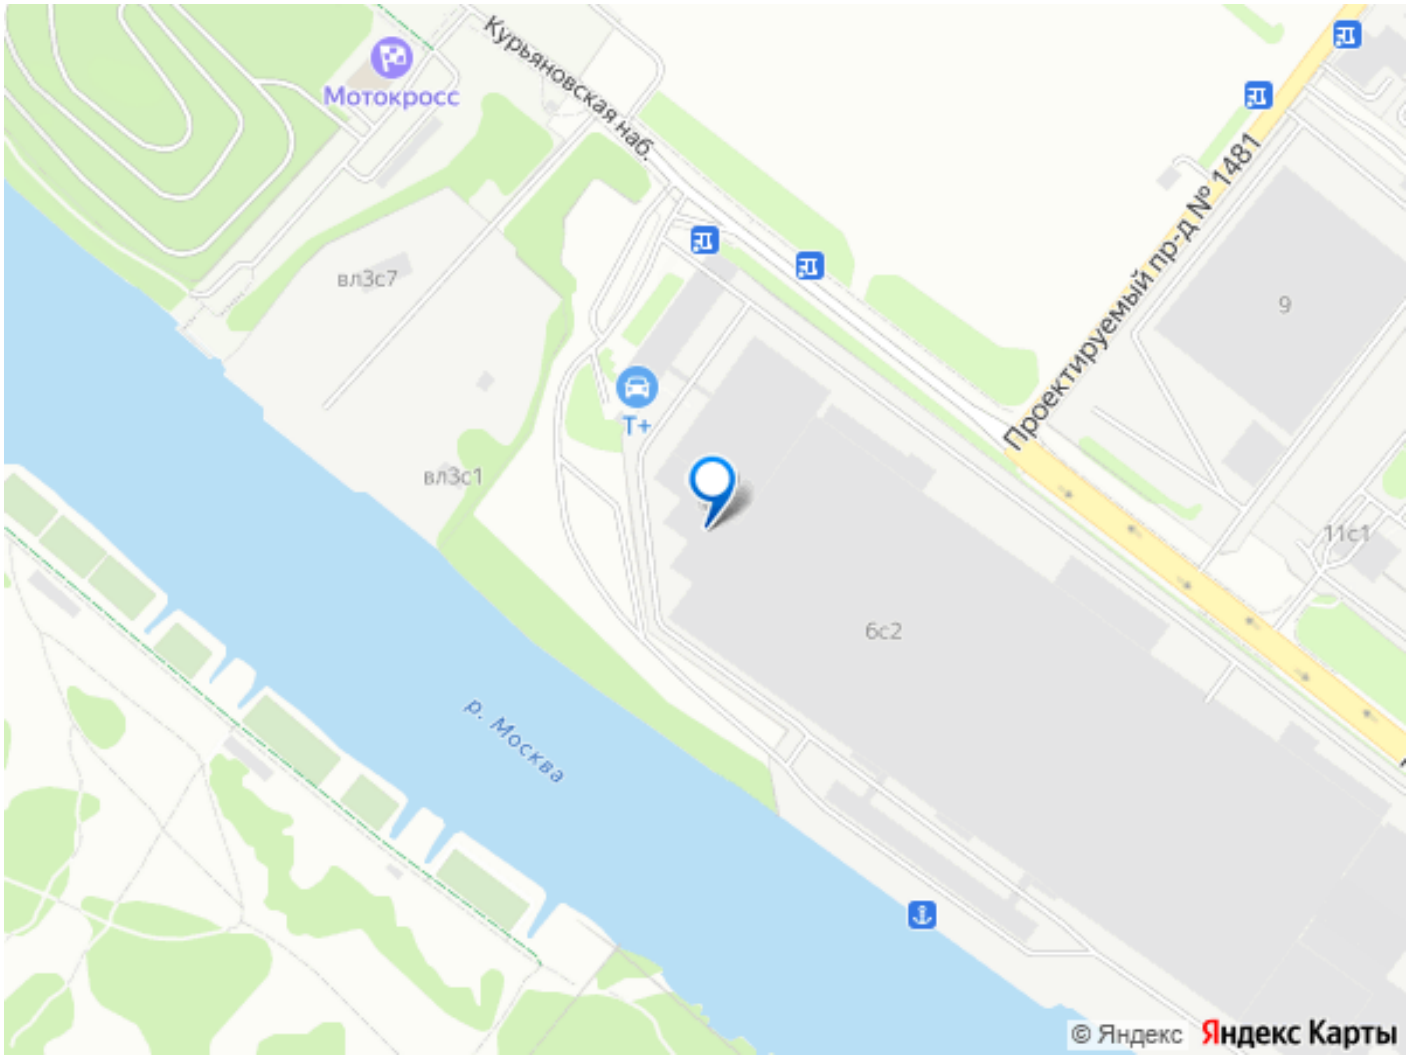 Курьяновская наб.
Мотокросс
Проектируемый пр-д № 1481
вл3с7
9
Т+
вл3с1
11с1
6с2
р. Москва
© Яндекс Яндекс Карты